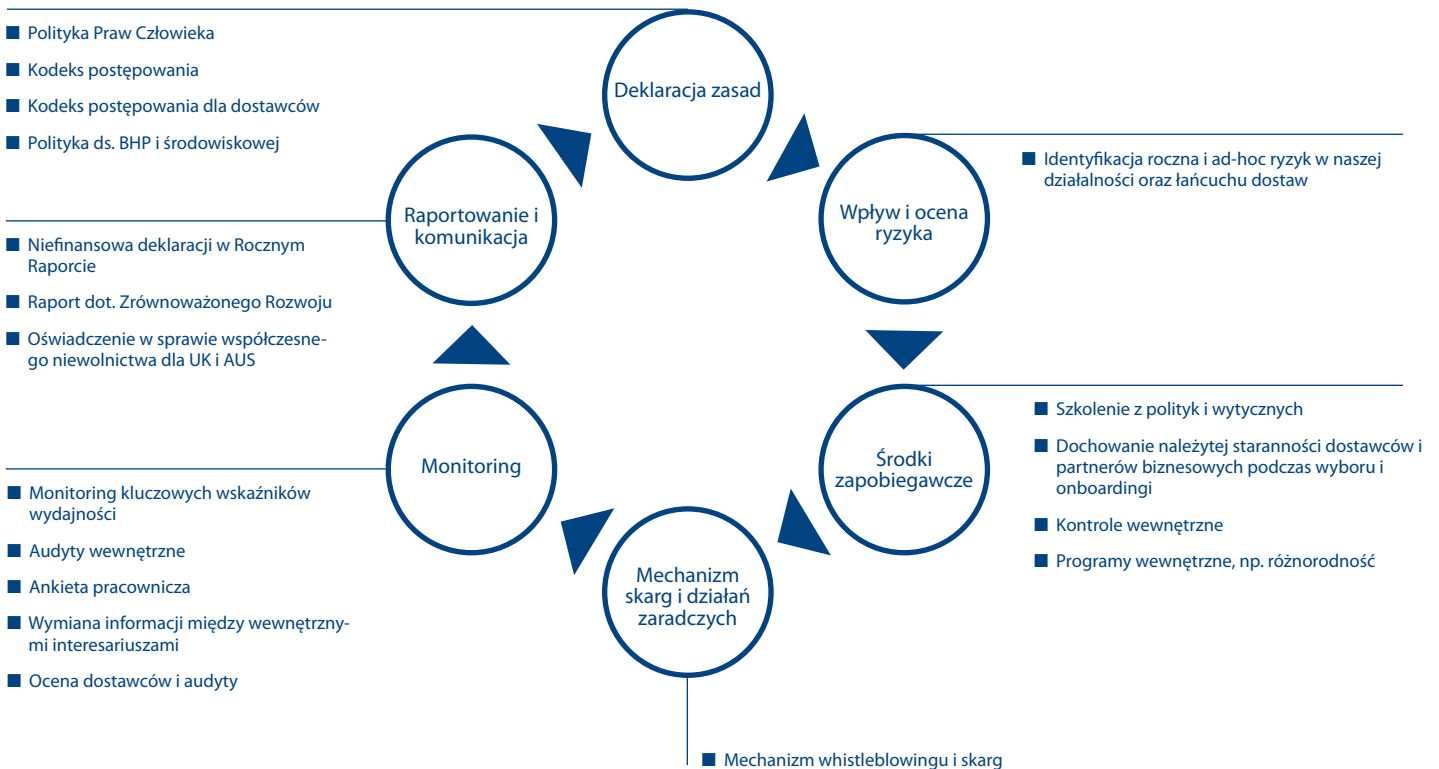 Deklaracja zasad
■ Polityka Praw Człowieka
■ Kodeks postępowania
■ Kodeks postępowania dla dostawców
■ Polityka ds. BHP i środowiskowej
Wpływ i ocena
ryzyka
■ Identyfikacja roczna i ad-hoc ryzyk w naszej
działalności oraz łańcuchu dostaw
Środki
zapobiegawcze
■ Szkolenie z polityk i wytycznych
■ Dochowanie należytej staranności dostawców i
partnerów biznesowych podczas wyboru i
onboardingi
■ Kontrole wewnętrzne
■ Programy wewnętrzne, np. różnorodność
Mechanizm
skarg i działań
zaradczych
■ Mechanizm whistleblowingu i skarg
Monitoring
■ Monitoring kluczowych wskaźników
wydajności
■ Audyty wewnętrzne
■ Ankieta pracownicza
■ Wymiana informacji między wewnętrzny-
mi interesariuszami
■ Ocena dostawców i audyty
Raportowanie i
komunikacja
■ Niefinansowa deklaracji w Rocznym
Raporcie
■ Raport dot. Zrównoważonego Rozwoju
■ Oświadczenie w sprawie współczesne-
go niewolnictwa dla UK i AUS